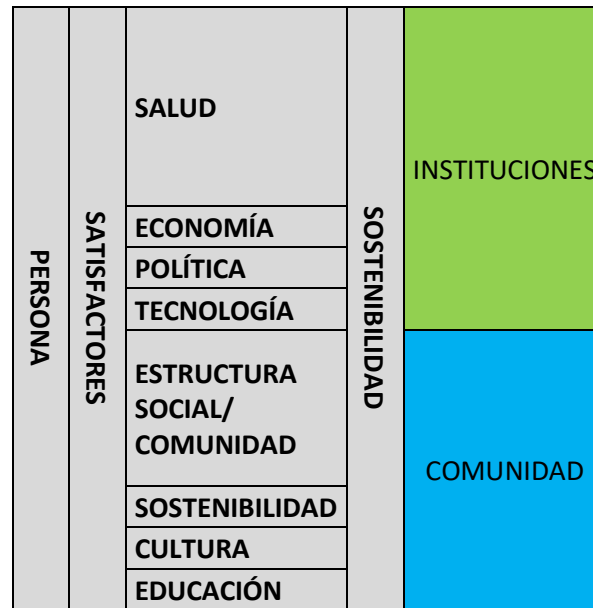 PERSONA
SATISFACTORES
SALUD
ECONOMÍA
POLÍTICA
TECNOLOGÍA
ESTRUCTURA
SOCIAL/
COMUNIDAD
SOSTENIBILIDAD
CULTURA
EDUCACIÓN
SOSTENIBILIDAD
INSTITUCIONES
COMUNIDAD